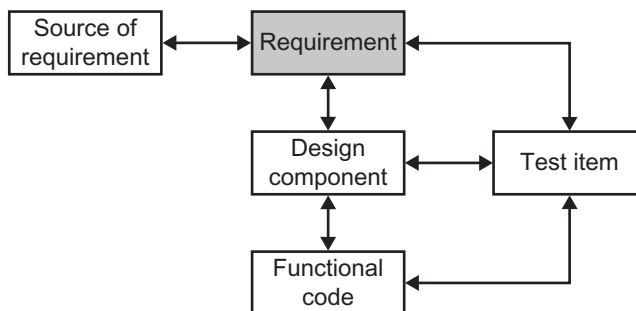 Source of
requirement
Requirement
Design
component
Test item
Functional
code